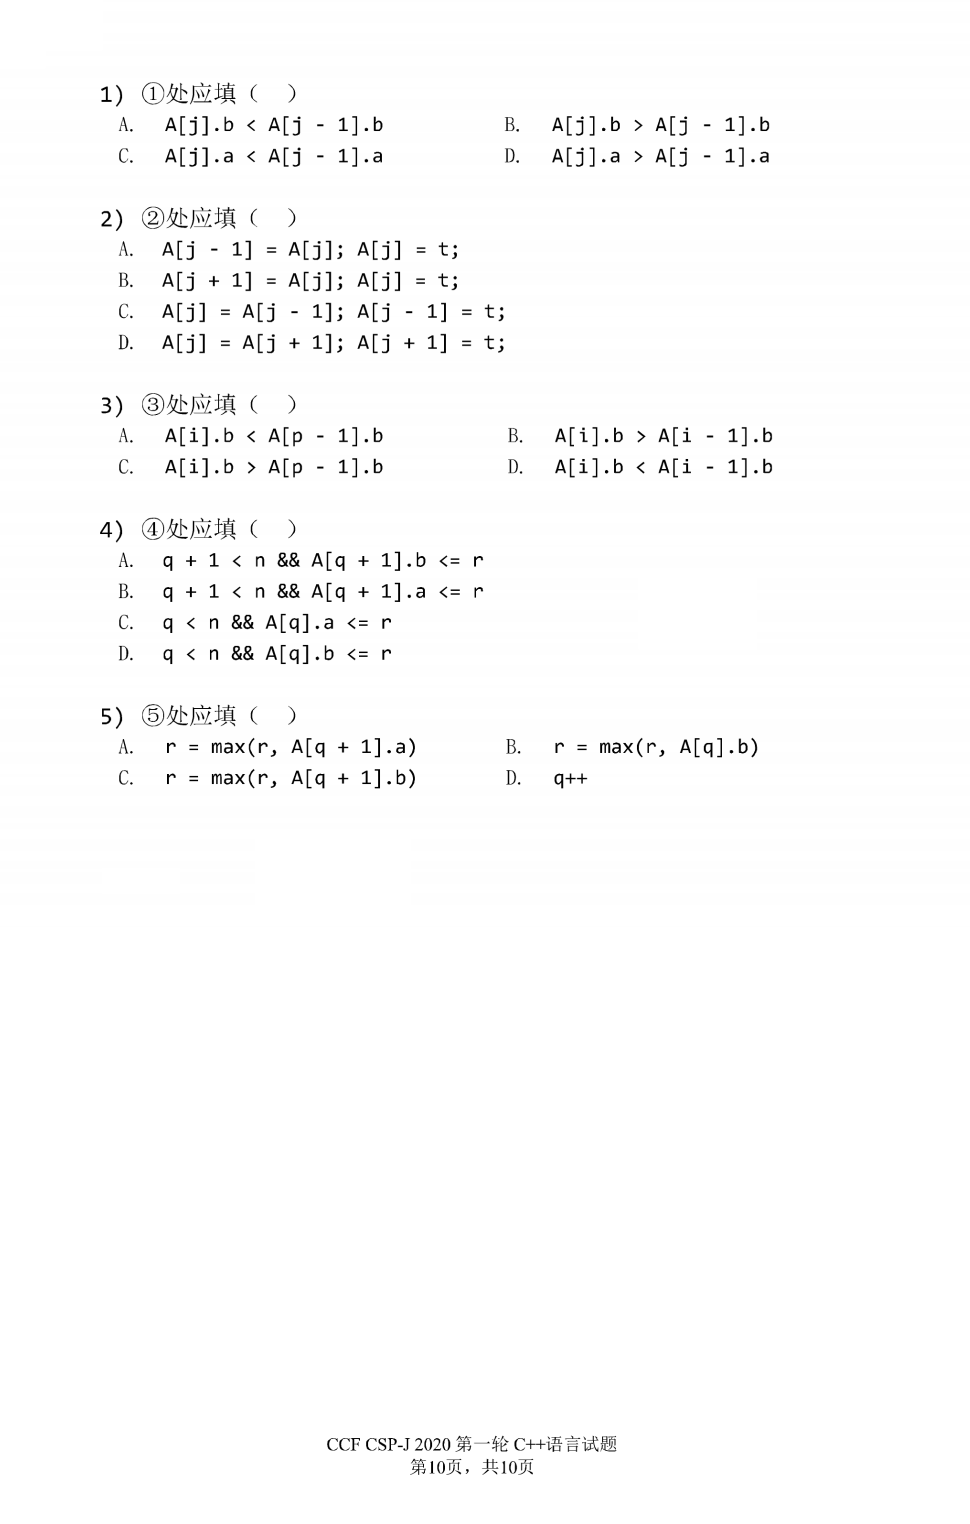 1) ①处应填（ ）
A. A[j].b < A[j - 1].b B. A[j].b > A[j - 1].b
C. A[j].a < A[j - 1].a D. A[j].a > A[j - 1].a
2) ②处应填（ ）
A. A[j - 1] = A[j]; A[j] = t;
B. A[j + 1] = A[j]; A[j] = t;
C. A[j] = A[j - 1]; A[j - 1] = t;
D. A[j] = A[j + 1]; A[j + 1] = t;
3) ③处应填（ ）
A. A[i].b < A[p - 1].b B. A[i].b > A[i - 1].b
C. A[i].b > A[p - 1].b D. A[i].b < A[i - 1].b
4) ④处应填（ ）
A. q + 1 < n && A[q + 1].b <= r
B. q + 1 < n && A[q + 1].a <= r
C. q < n && A[q].a <= r
D. q < n && A[q].b <= r
5) ⑤处应填（ ）
A. r = max(r, A[q + 1].a) B. r = max(r, A[q].b)
C. r = max(r, A[q + 1].b) D. q++
CCF CSP-J 2020 第一轮 C++语言试题
第10页，共10页